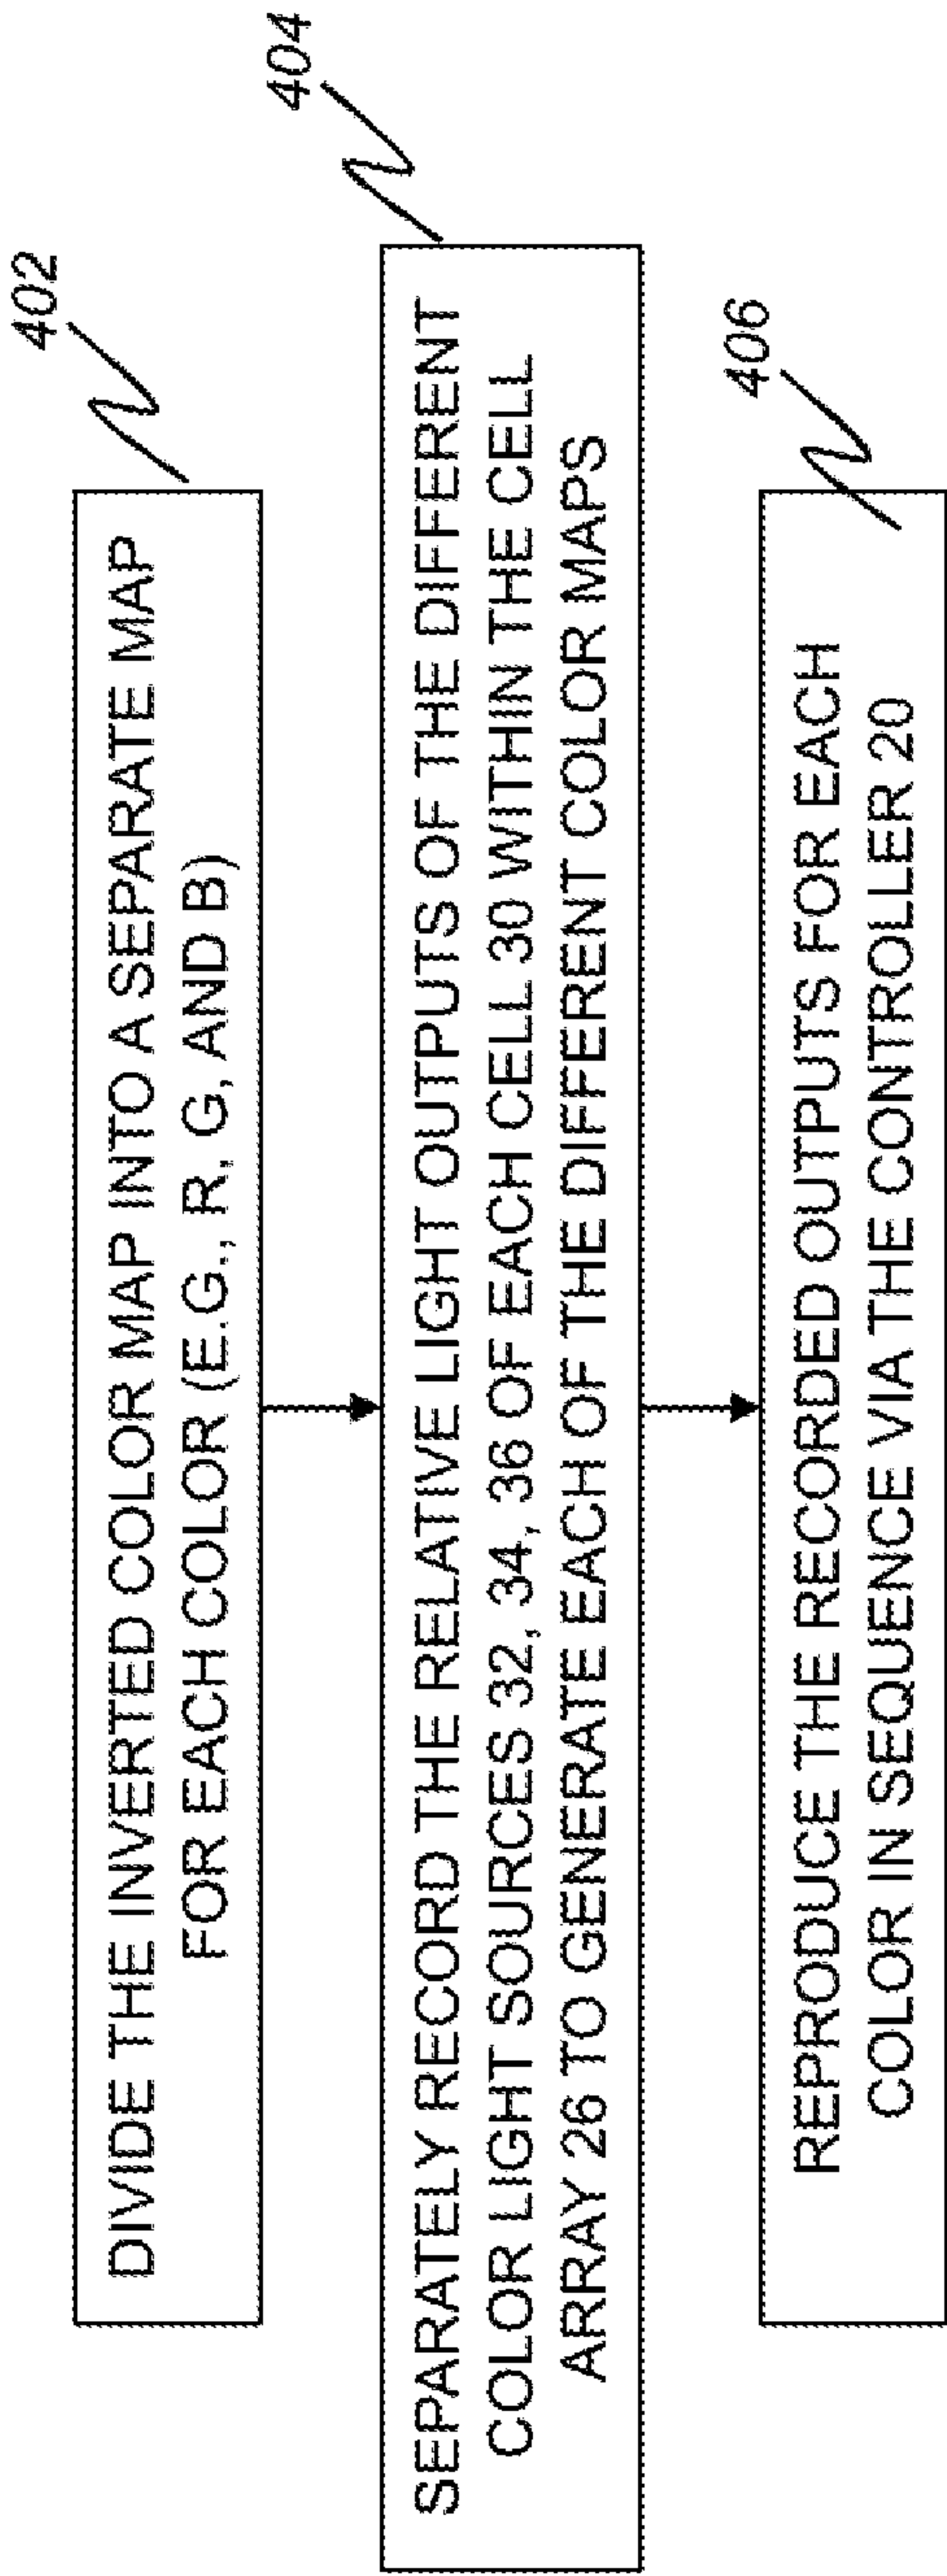 402
DIVIDE THE INVERTED COLOR MAP INTO A SEPARATE MAP
FOR EACH COLOR (E.G., R, G, AND B)
404
SEPARATELY RECORD THE RELATIVE LIGHT OUTPUTS OF THE DIFFERENT
COLOR LIGHT SOURCES 32, 34, 36 OF EACH CELL 30 WITHIN THE CELL
ARRAY 26 TO GENERATE EACH OF THE DIFFERENT COLOR MAPS
406
REPRODUCE THE RECORDED OUTPUTS FOR EACH
COLOR IN SEQUENCE VIA THE CONTROLLER 20